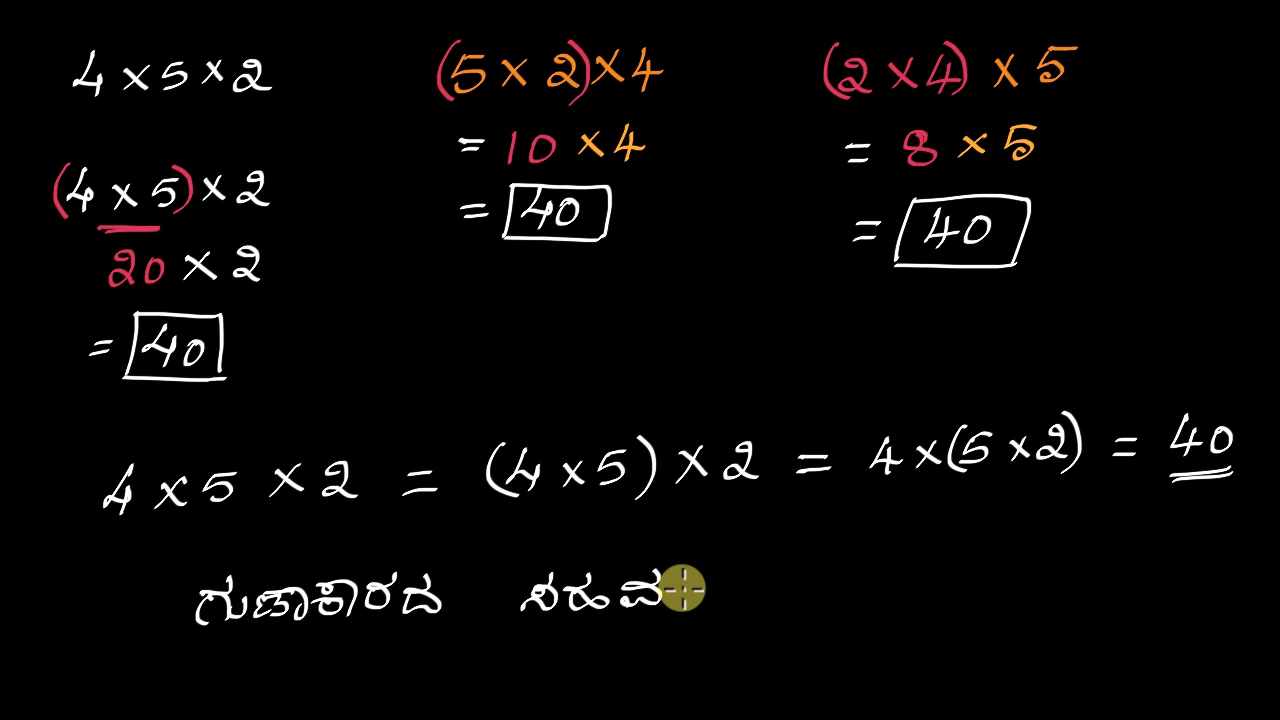 4 × 5 × 2
(4 × 5) × 2
20 × 2
= 40
(5 × 2) × 4
= 10 × 4
= 40
(2 × 4) × 5
= 8 × 5
= 40
4 × 5 × 2 = (4 × 5) × 2 = 4 × (5 × 2) = 40
ಗುಣಾಕಾರದ ಸಹವ